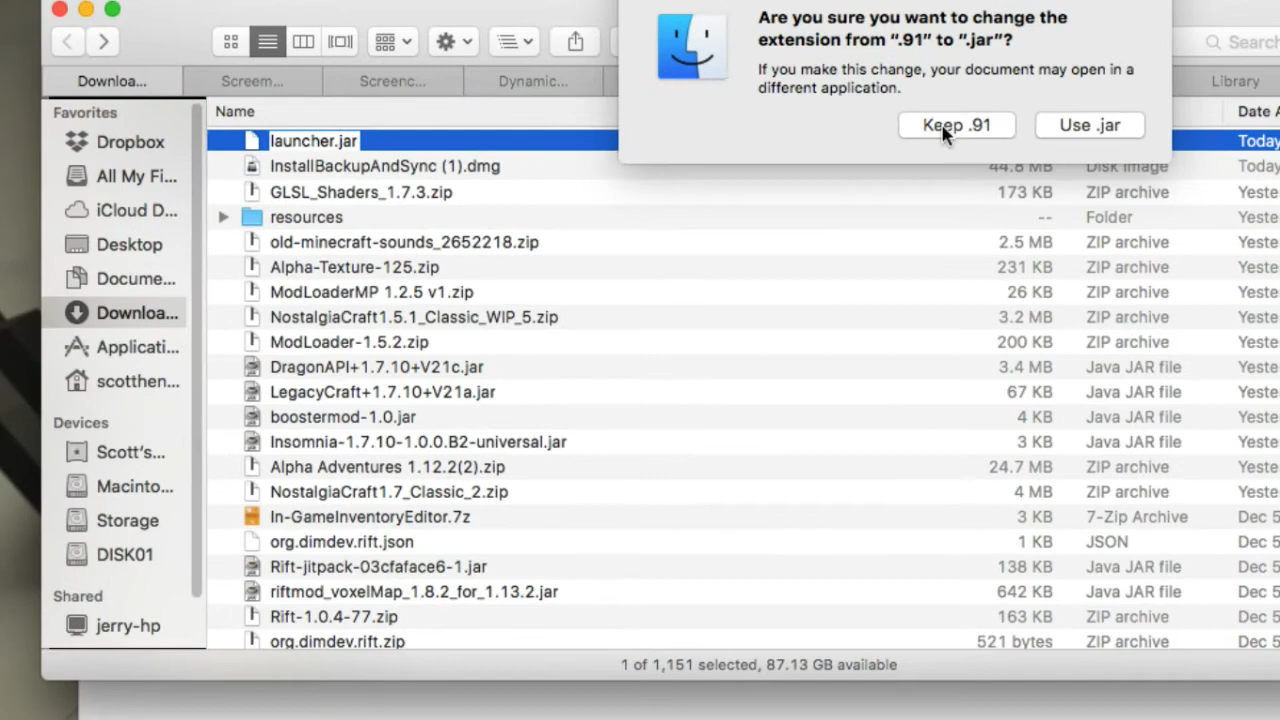 Are you sure you want to change the
extension from “.91” to “.jar”?
If you make this change, your document may open in a
different application.
Keep .91
Use .jar
Search
Downloa...
Screem...
Screenc...
Dynamic...
Library
Favorites
Dropbox
All My Fi...
iCloud D...
Desktop
Docume...
Downloa...
Applicati...
scotthen...
Devices
Scott’s...
Macinto...
Storage
DISK01
Shared
jerry-hp
Name Date A
launcher.jar Today
InstallBackupAndSync (1).dmg 44.8 MB Disk image Today
GLSL_Shaders_1.7.3.zip 173 KB ZIP archive Yeste
resources -- Folder Yeste
old-minecraft-sounds_2652218.zip 2.5 MB ZIP archive Yeste
Alpha-Texture-125.zip 231 KB ZIP archive Yeste
ModLoaderMP 1.2.5 v1.zip 26 KB ZIP archive Yeste
NostalgiaCraft1.5.1_Classic_WIP_5.zip 3.2 MB ZIP archive Yeste
ModLoader-1.5.2.zip 200 KB ZIP archive Yeste
DragonAPI+1.7.10+V21c.jar 3.4 MB Java JAR file Yeste
LegacyCraft+1.7.10+V21a.jar 67 KB Java JAR file Yeste
boostermod-1.0.jar 4 KB Java JAR file Yeste
Insomnia-1.7.10-1.0.0.B2-universal.jar 3 KB Java JAR file Yeste
Alpha Adventures 1.12.2(2).zip 24.7 MB ZIP archive Yeste
NostalgiaCraft1.7_Classic_2.zip 4 MB ZIP archive Yeste
In-GameInventoryEditor.7z 3 KB 7-Zip Archive Dec 5
org.dimdev.rift.json 1 KB JSON Dec 5
Rift-jitpack-03cfaface6-1.jar 138 KB Java JAR file Dec 5
riftmod_voxelMap_1.8.2_for_1.13.2.jar 642 KB Java JAR file Dec 5
Rift-1.0.4-77.zip 163 KB ZIP archive Dec 5
org.dimdev.rift.zip 521 bytes ZIP archive Dec 5
1 of 1,151 selected, 87.13 GB available